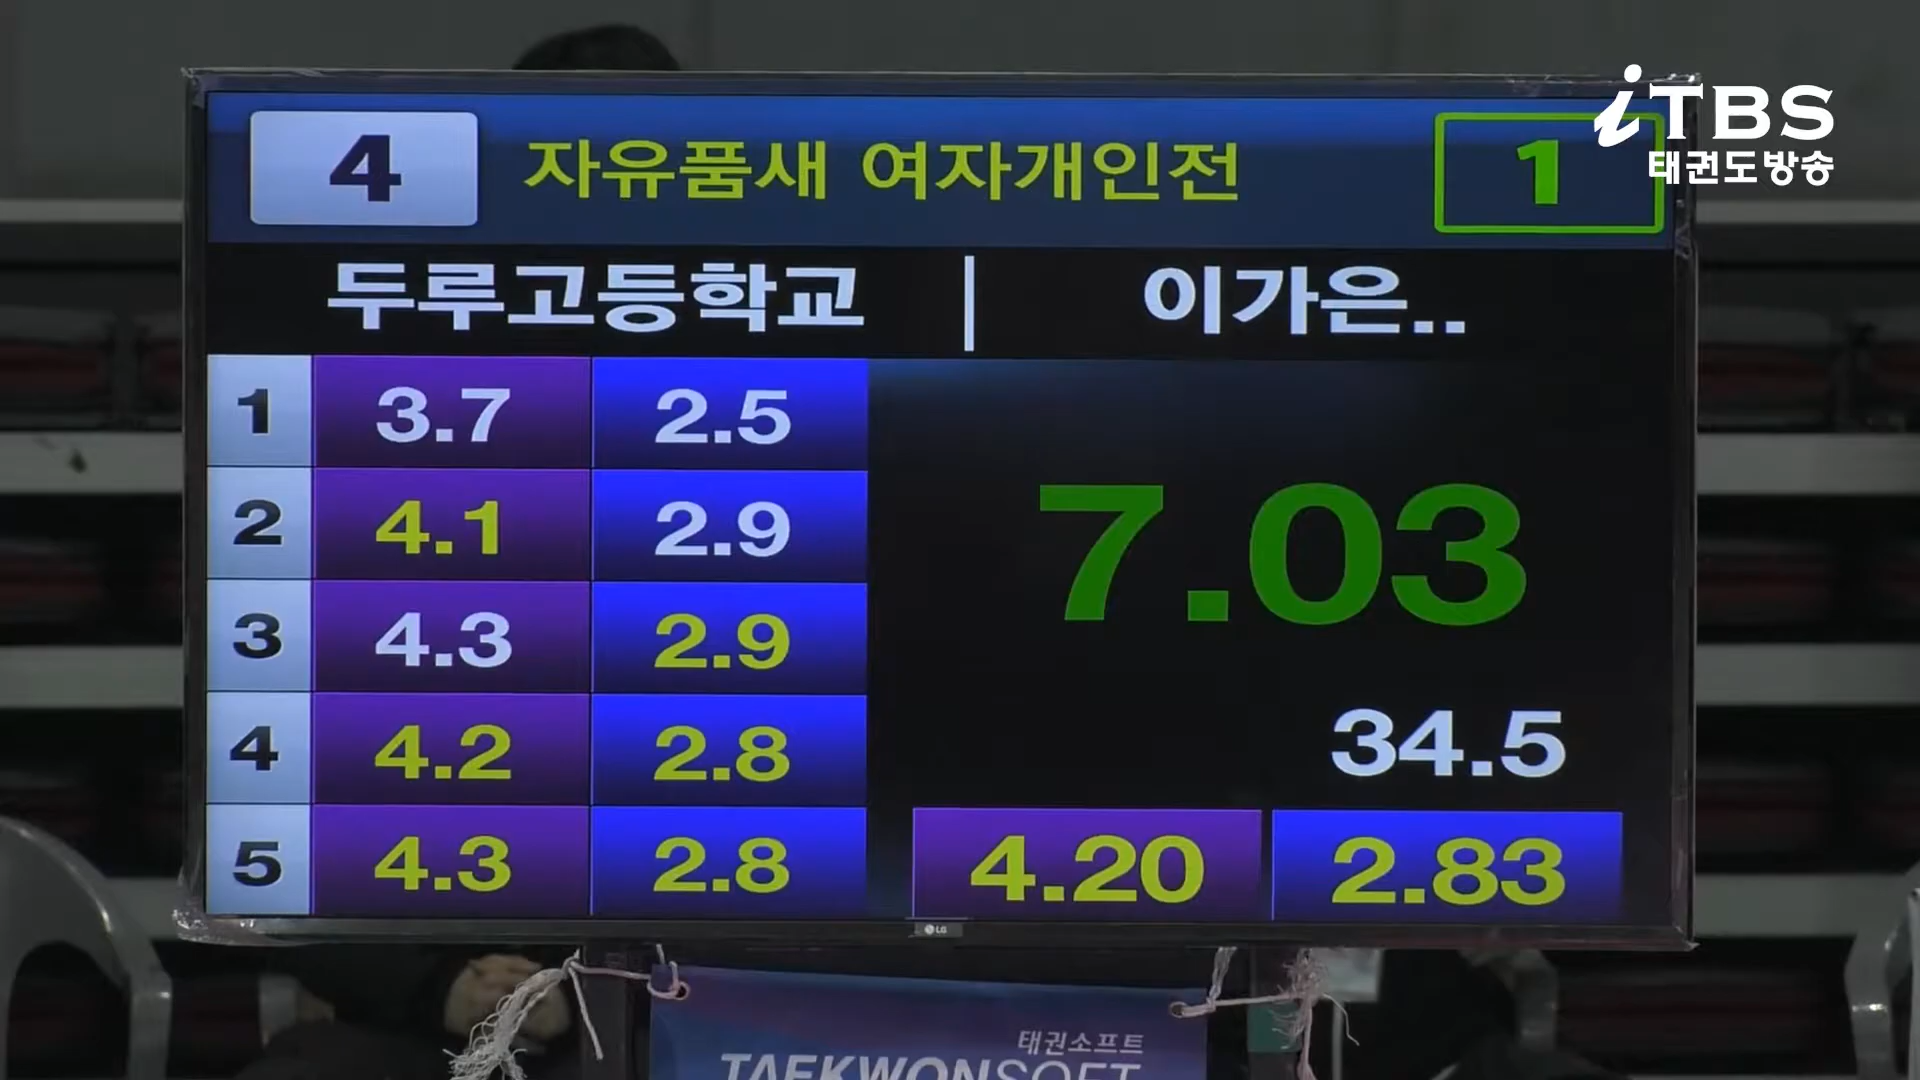 iTBS
태권도방송
4 자유품새 여자개인전 1
두루고등학교 | 이가은..
1 3.7 2.5
2 4.1 2.9
3 4.3 2.9
4 4.2 2.8
5 4.3 2.8
7.03
34.5
4.20 2.83
LG
태권소프트
TAEKWONSOFT